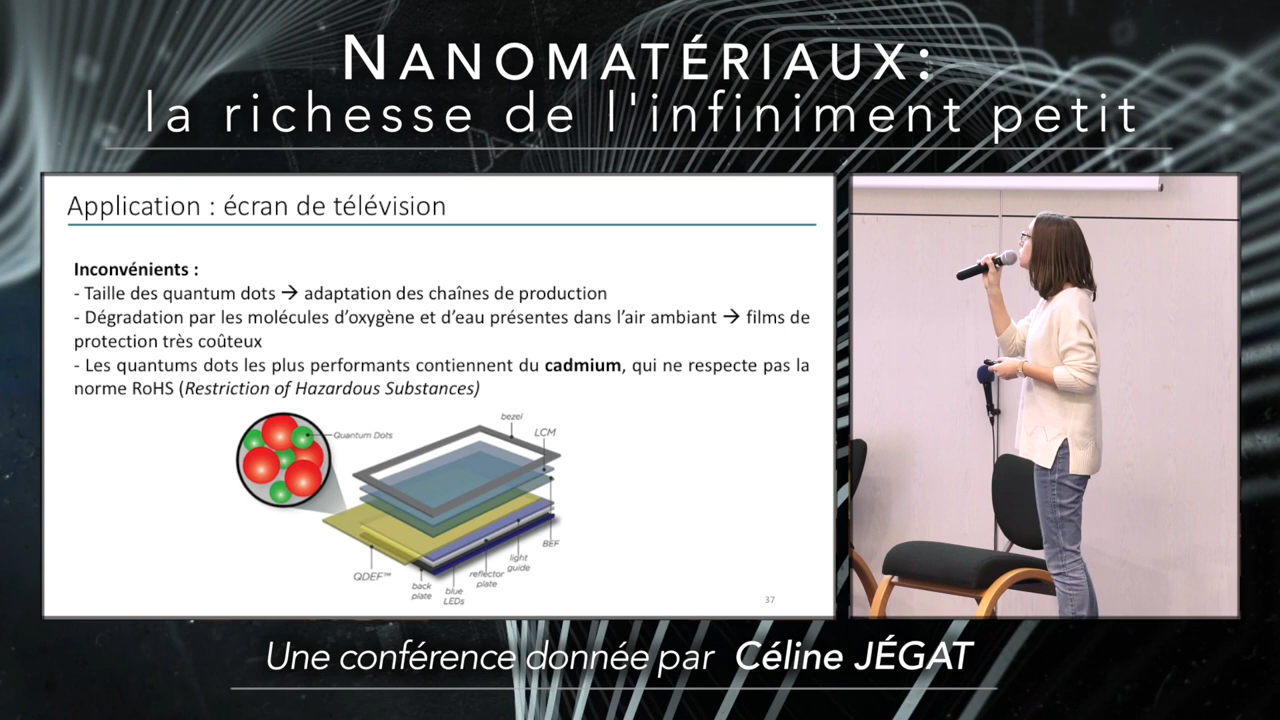 NANOMATÉRIAUX:
la richesse de l'infiniment petit
Application : écran de télévision
Inconvénients :
- Taille des quantum dots → adaptation des chaînes de production
- Dégradation par les molécules d'oxygène et d'eau présentes dans l'air ambiant → films de
protection très coûteux
- Les quantums dots les plus performants contiennent du cadmium, qui ne respecte pas la
norme RoHS (Restriction of Hazardous Substances)
bezel
Quantum Dots
LCM
BEF
light
guide
QDEF™
reflector
plate
back
plate
blue
LEDs
37
Une conférence donnée par Céline JÉGAT